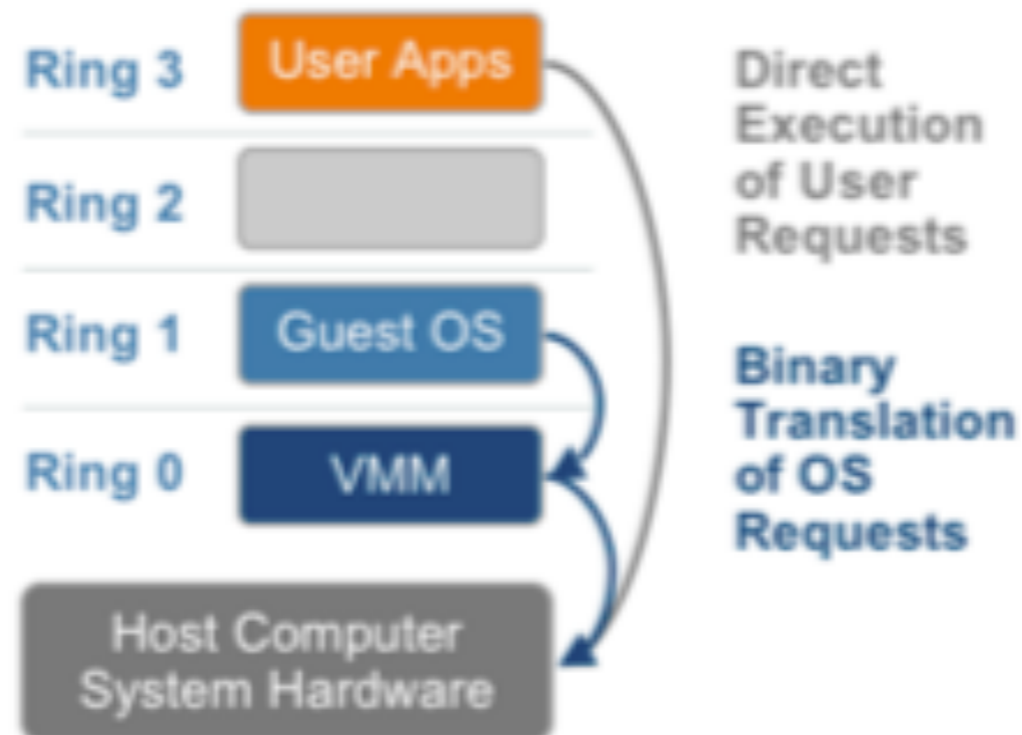 Ring 3
User Apps
Direct
Execution
of User
Requests
Ring 2
Ring 1
Guest OS
Binary
Translation
of OS
Requests
Ring 0
VMM
Host Computer
System Hardware